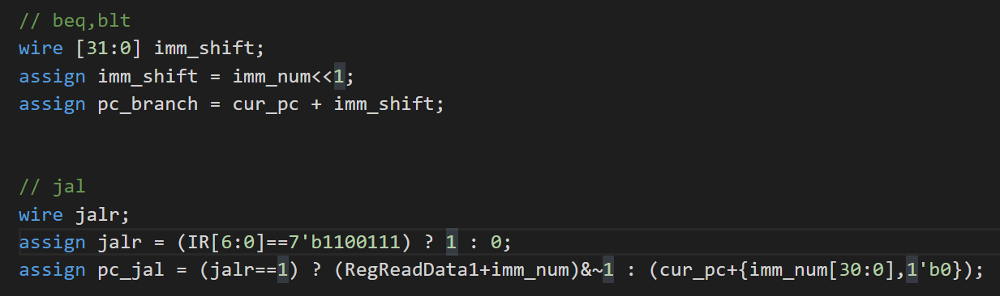 // beq,blt
wire [31:0] imm_shift;
assign imm_shift = imm_num<<1;
assign pc_branch = cur_pc + imm_shift;
// jal
wire jalr;
assign jalr = (IR[6:0]==7'b1100111) ? 1 : 0;
assign pc_jal = (jalr==1) ? (RegReadData1+imm_num)&~1 : (cur_pc+{imm_num[30:0],1'b0});